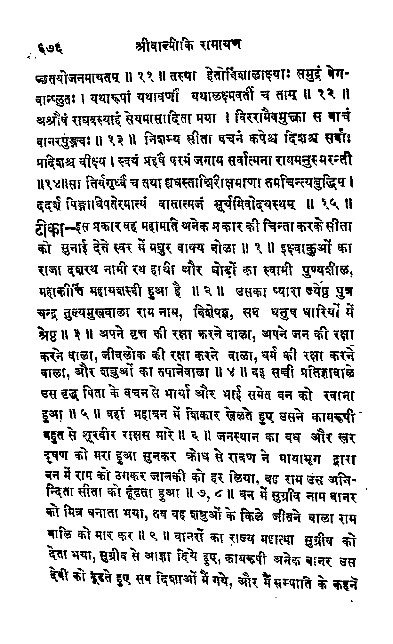 ६७६ श्रीवाल्मीकि रामायण
च्छतयोजनमायतम् ॥ ११ ॥ तस्या हेतोर्विशालाक्ष्याः समुद्रं वेग-
वान्प्लुतः । यथारूपां यथावर्णां यथालक्ष्मवतीं च ताम् ॥ १२ ॥
अश्रौषं राघवस्याहं सेयमासादिता मया । विररामैवमुक्त्वा स वाचं
वानरपुङ्गवः ॥ १३ ॥ निशम्य सीता वचनं कपेश्च दिशश्च सर्वाः
प्रदिशश्च वीक्ष्य । स्वयं प्रहर्षं परमं जगाम सर्वात्मना राममनुस्मरन्ती
॥१४॥सा तिर्यगूर्ध्वं च तथा ह्यधस्तान्निरीक्षमाणा तमचिन्त्यबुद्धिम् ।
ददर्श पिङ्गाधिपतेरमात्यं वातात्मजं सूर्यमिवोदयस्थम् ॥ १५ ॥
टीका—इस प्रकार वह महामति अनेक प्रकार की चिन्ता करके सीता
को सुनाई देते स्वर में मधुर वाक्य बोला ॥ १ ॥ इक्ष्वाकुओं का
राजा दशरथ नामी रथ हाथी और घोड़ों का स्वामी पुण्यशील,
महाकीर्त्ति महायशस्वी हुआ है ॥ २ ॥ उसका प्यारा ज्येष्ठ पुत्र
चन्द्र तुल्यमुखवाला राम नाम, विशेषज्ञ, सब धनुष धारियों में
श्रेष्ठ ॥ ३ ॥ अपने वृत्त की रक्षा करने वाला, अपने जन की रक्षा
करने वाला, जीवलोक की रक्षा करने वाला, धर्म की रक्षा करने
वाला, और शत्रुओं का तपानेवाला ॥ ४ ॥ वह सच्ची प्रतिज्ञावाले
उस वृद्ध पिता के वचन से भार्या और भाई समेत बन को रवाना
हुआ ॥ ५ ॥ वहां महावन में शिकार खेलते हुए उसने कामरूपी
बहुत से शूरवीर राक्षस मारे ॥ ६ ॥ जनस्थान का वध और खर
दूषण को मरा हुआ सुनकर क्रोध से रावण ने मायामृग द्वारा
बन में राम को ठगकर जानकी को हर लिया, वह राम उस अनि-
न्दिता सीता को ढूंढता हुआ ॥ ७, ८ ॥ बन में सुग्रीव नाम वानर
को मित्र बनाता भया, तब वह शत्रुओं के किले जीतने वाला राम
बालि को मार कर ॥ ९ ॥ वानरों का राज्य महात्मा सुग्रीव को
देता भया, सुग्रीव से आज्ञा दिये हुए, कामरूपी अनेक वानर उस
देवी को ढूंढते हुए सब दिशाओं में गये, और मैं सम्पाति के कहने